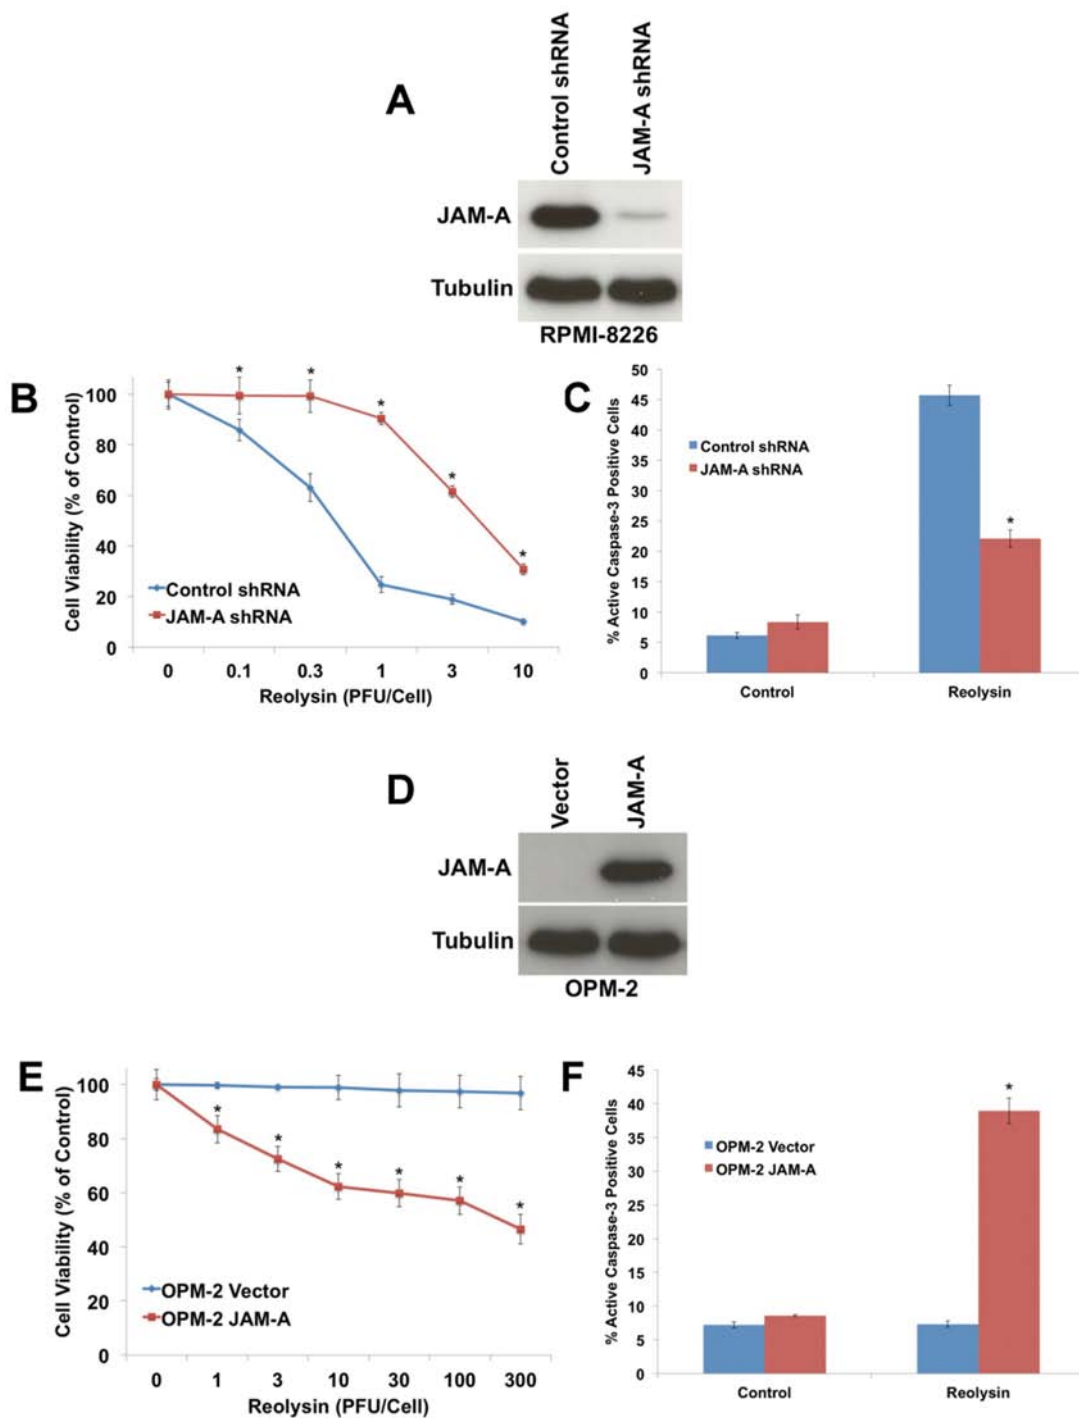 A
Control shRNA
JAM-A shRNA
JAM-A
Tubulin
RPMI-8226
B
Cell Viability (% of Control)
100
80
60
40
20
0
* * * * *
Control shRNA
JAM-A shRNA
0 0.1 0.3 1 3 10
Reolysin (PFU/Cell)
C
% Active Caspase-3 Positive Cells
50
45
40
35
30
25
20
15
10
5
0
Control shRNA
JAM-A shRNA
*
Control Reolysin
D
Vector
JAM-A
JAM-A
Tubulin
OPM-2
E
Cell Viability (% of Control)
100
80
60
40
20
0
* * * * * *
OPM-2 Vector
OPM-2 JAM-A
0 1 3 10 30 100 300
Reolysin (PFU/Cell)
F
% Active Caspase-3 Positive Cells
45
40
35
30
25
20
15
10
5
0
OPM-2 Vector
OPM-2 JAM-A
*
Control Reolysin